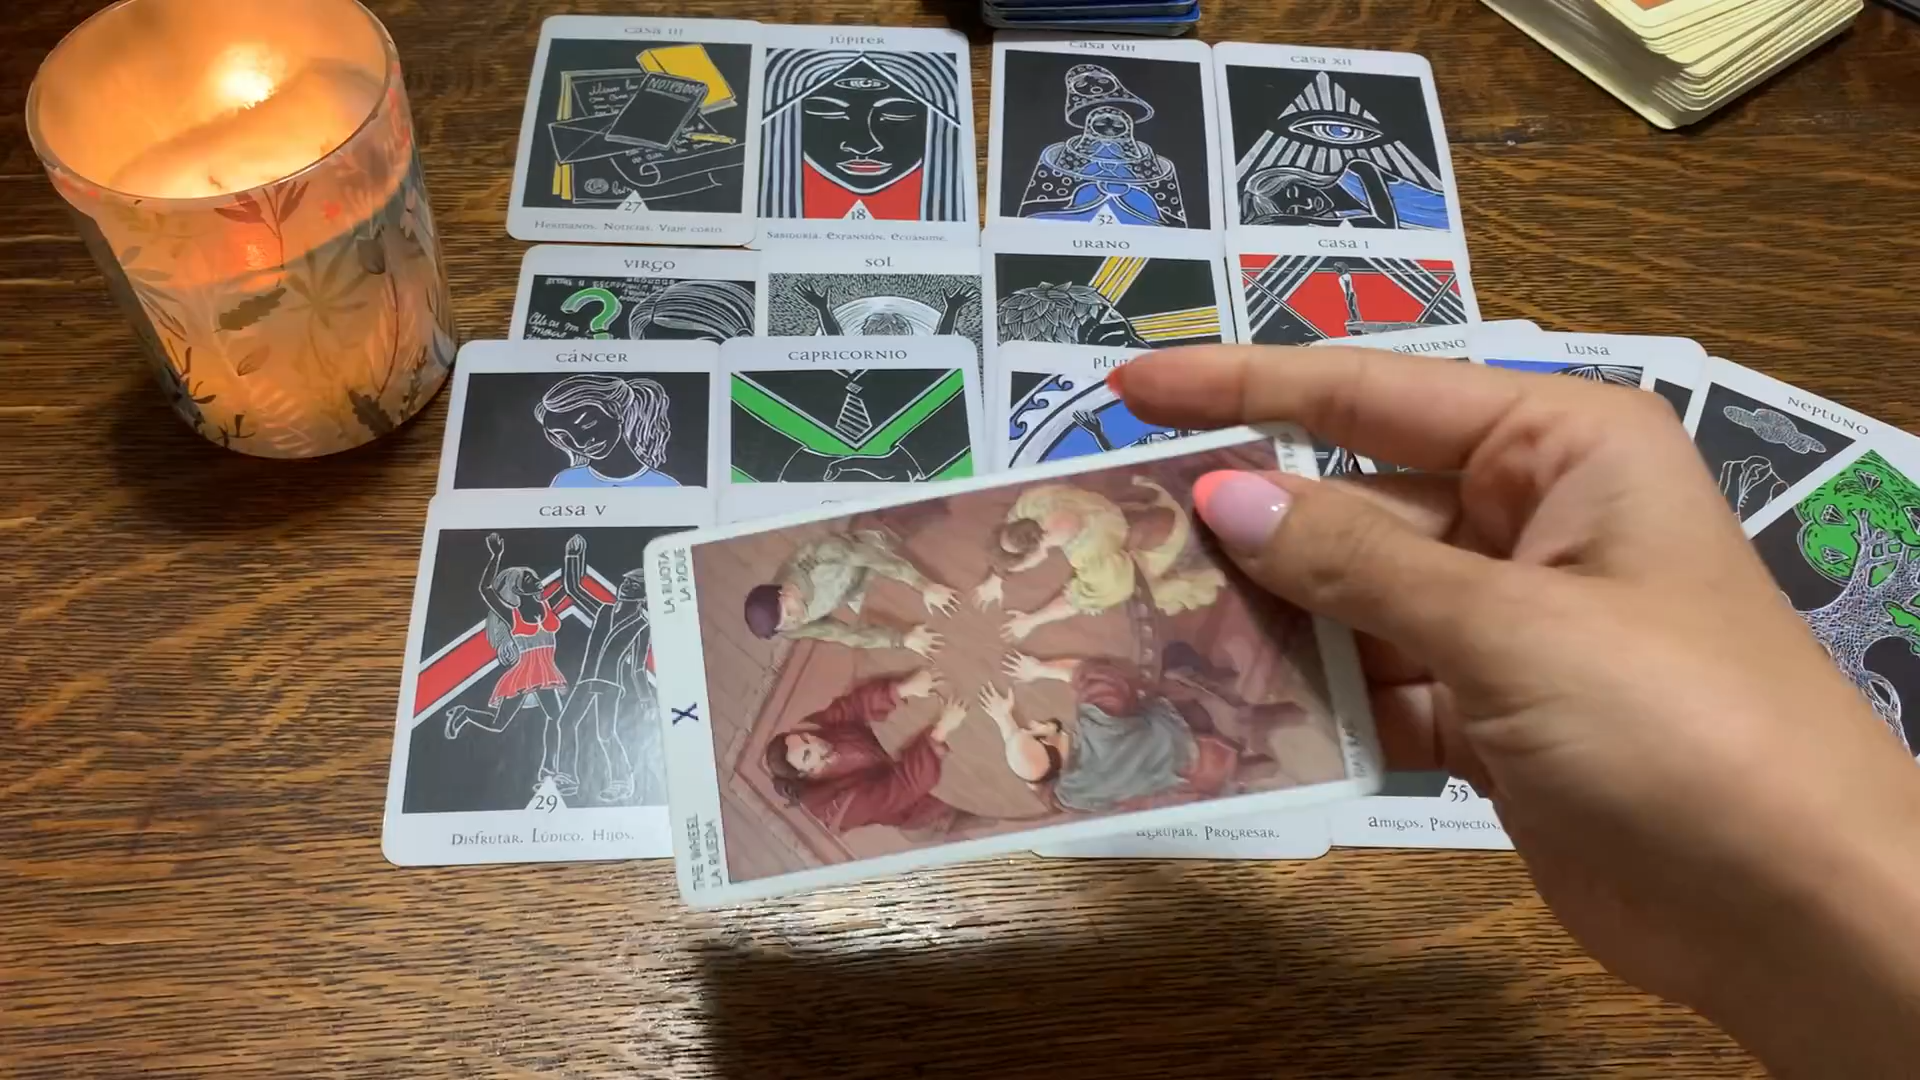 CASA III
NOTEBOOK
27
Hermanos. Noticias. Viaje corto.
JÚPITER
18
Sabiduría. Expansión. Ecuánime.
CASA VIII
32
CASA XII
VIRGO
SOL
URANO
CASA I
CÁNCER
CAPRICORNIO
SATURNO
LUNA
NEPTUNO
CASA V
29
Disfrutar. Lúdico. Hijos.
LA RUOTA
LA ROUE
X
THE WHEEL
LA RUEDA
Agrupar. Progresar.
35
Amigos. Proyectos.